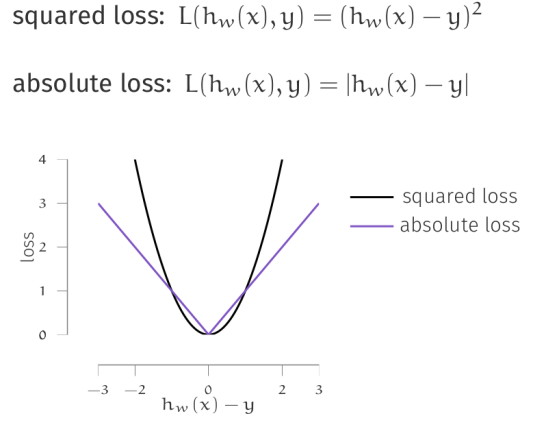 squared loss: L(h_w(x), y) = (h_w(x) − y)²
absolute loss: L(h_w(x), y) = |h_w(x) − y|
4
3
2
1
0
loss
squared loss
absolute loss
−3 −2 0 2 3
h_w(x) − y